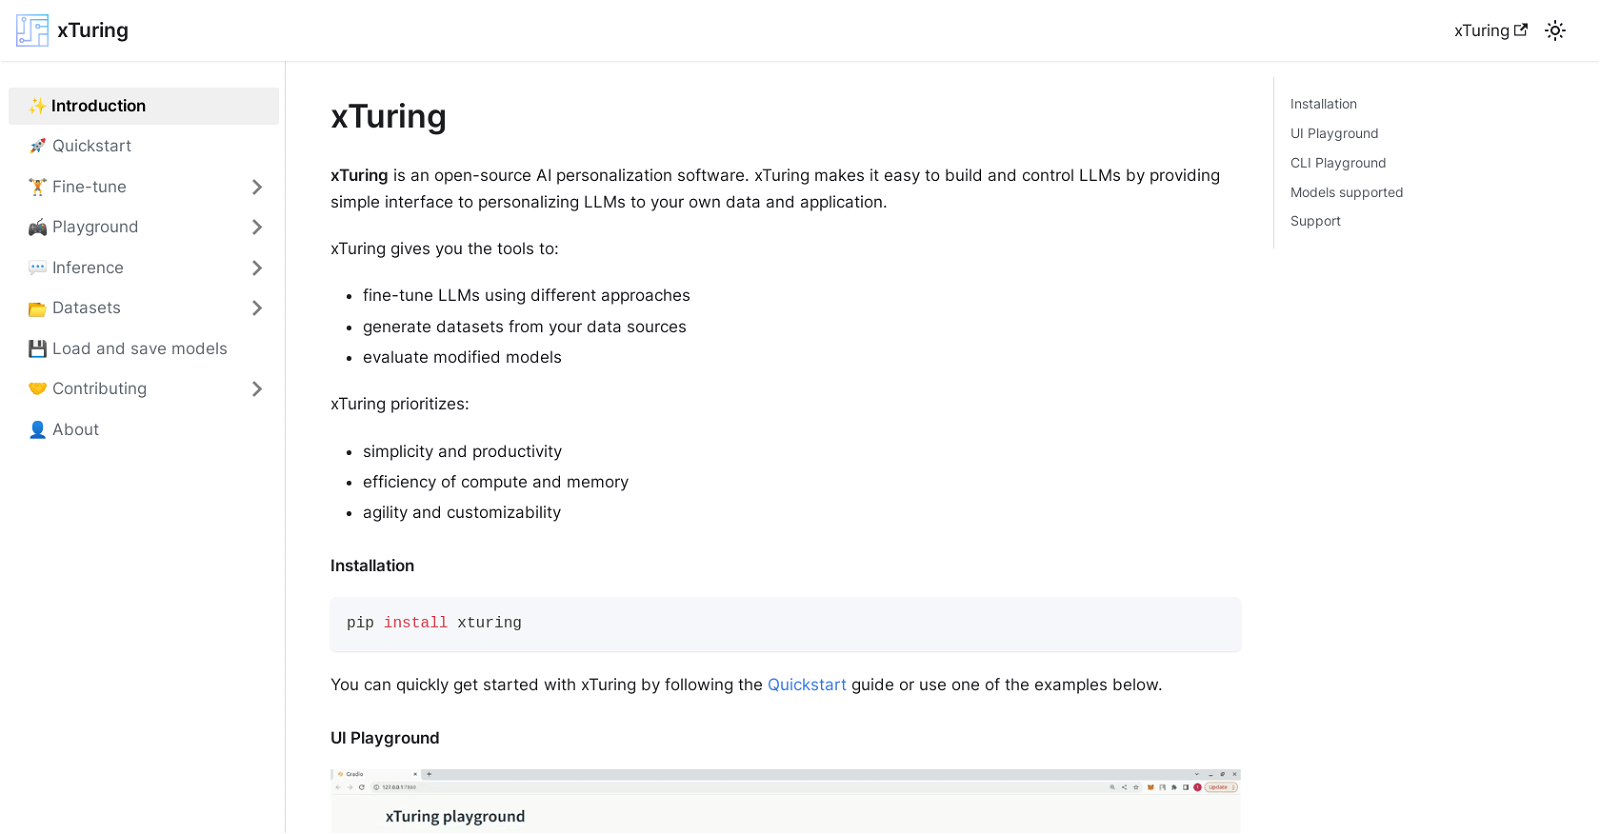 xTuring
xTuring
Introduction
Quickstart
Fine-tune
Playground
Inference
Datasets
Load and save models
Contributing
About
xTuring
xTuring is an open-source AI personalization software. xTuring makes it easy to build and control LLMs by providing
simple interface to personalizing LLMs to your own data and application.
xTuring gives you the tools to:
• fine-tune LLMs using different approaches
• generate datasets from your data sources
• evaluate modified models
xTuring prioritizes:
• simplicity and productivity
• efficiency of compute and memory
• agility and customizability
Installation
pip install xturing
You can quickly get started with xTuring by following the Quickstart guide or use one of the examples below.
UI Playground
Gradio
127.0.0.1:7860
Update
xTuring playground
Installation
UI Playground
CLI Playground
Models supported
Support